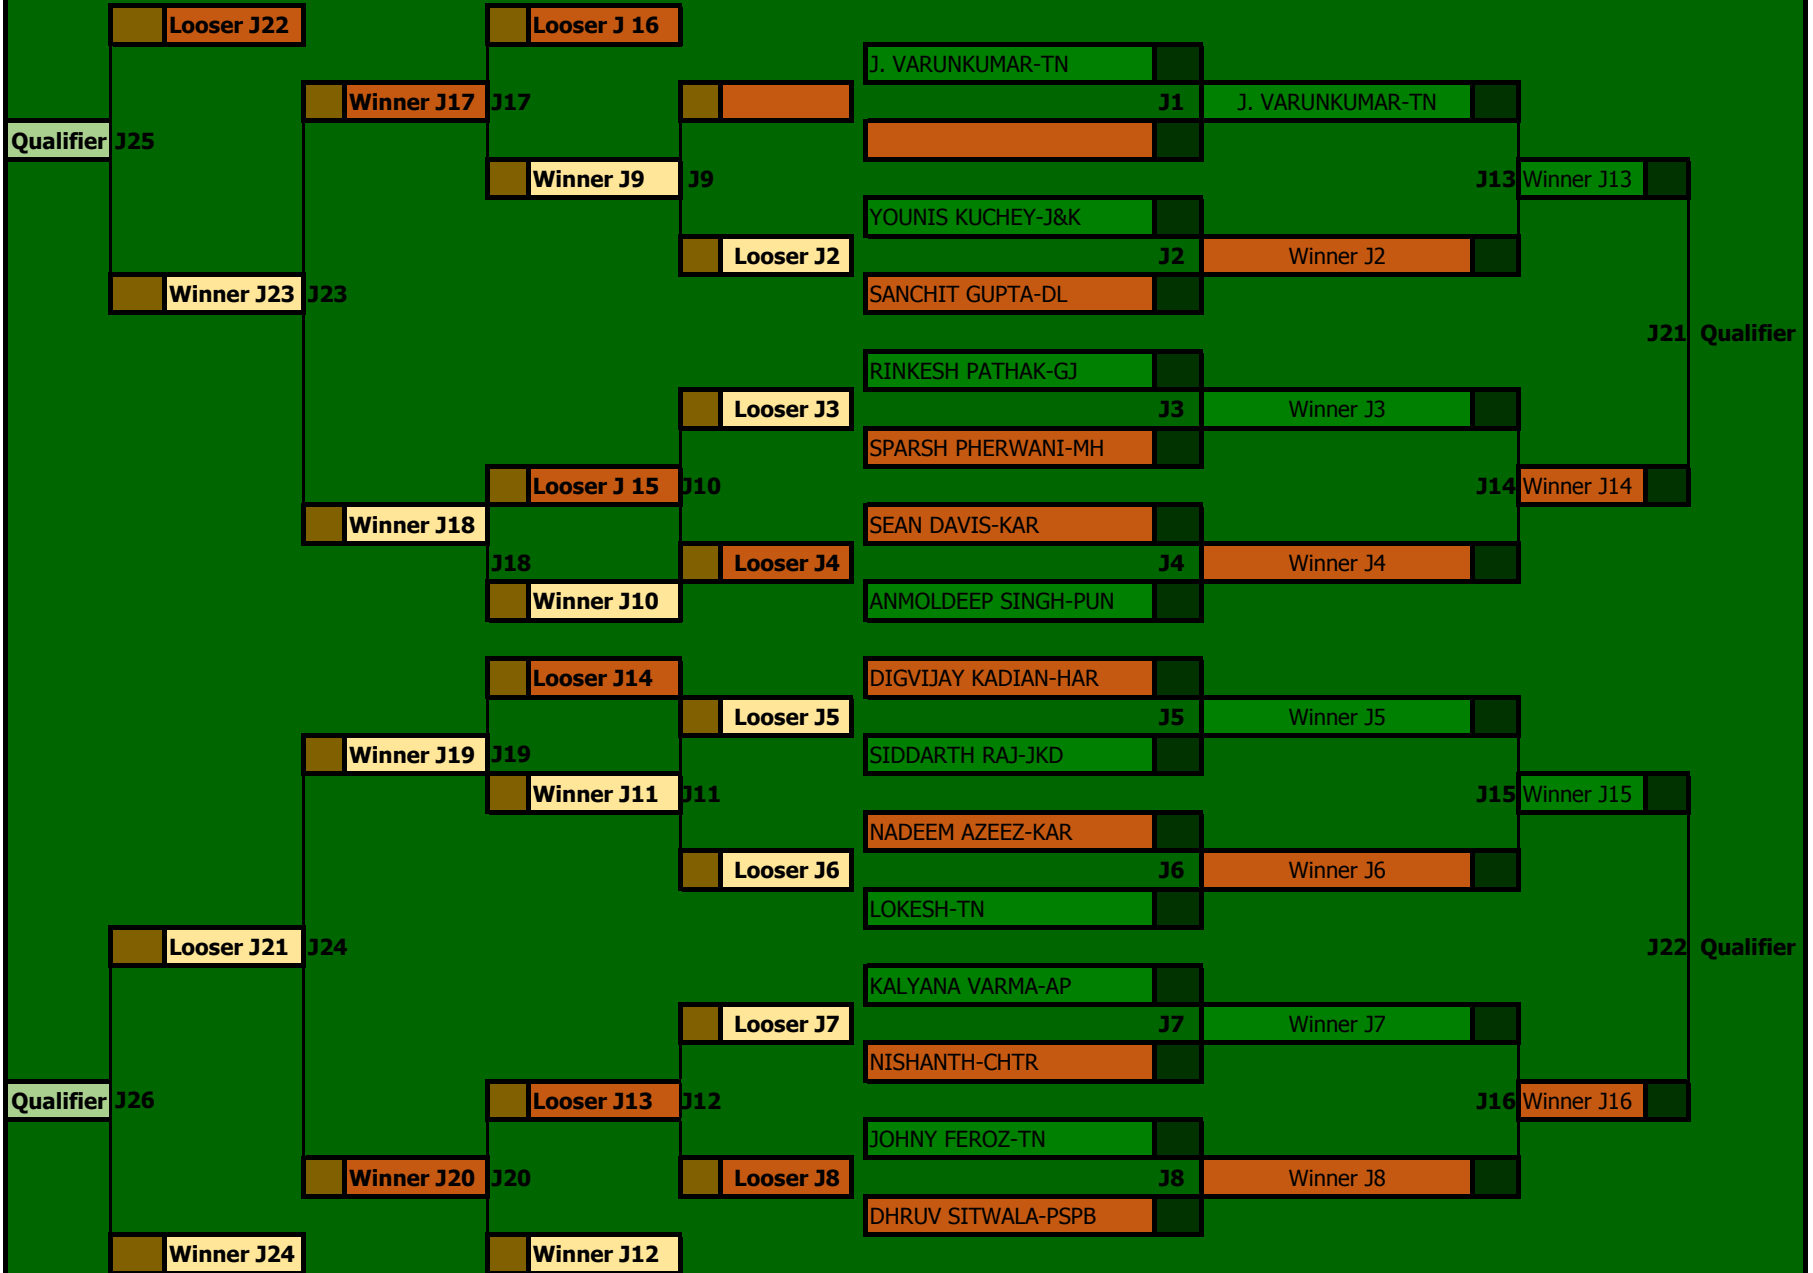 Looser J22
Looser J 16
J. VARUNKUMAR-TN
Winner J17 J17
J1 J. VARUNKUMAR-TN
Qualifier J25
Winner J9 J9
J13 Winner J13
YOUNIS KUCHEY-J&K
Looser J2
J2 Winner J2
Winner J23 J23
SANCHIT GUPTA-DL
J21 Qualifier
RINKESH PATHAK-GJ
Looser J3
J3 Winner J3
SPARSH PHERWANI-MH
Looser J 15 J10
J14 Winner J14
Winner J18
SEAN DAVIS-KAR
J18
Looser J4
J4 Winner J4
Winner J10
ANMOLDEEP SINGH-PUN
Looser J14
DIGVIJAY KADIAN-HAR
Looser J5
J5 Winner J5
Winner J19 J19
SIDDARTH RAJ-JKD
Winner J11 J11
J15 Winner J15
NADEEM AZEEZ-KAR
Looser J6
J6 Winner J6
LOKESH-TN
Looser J21 J24
J22 Qualifier
KALYANA VARMA-AP
Looser J7
J7 Winner J7
NISHANTH-CHTR
Qualifier J26
Looser J13 J12
J16 Winner J16
JOHNY FEROZ-TN
Winner J20 J20
Looser J8
J8 Winner J8
DHRUV SITWALA-PSPB
Winner J24
Winner J12